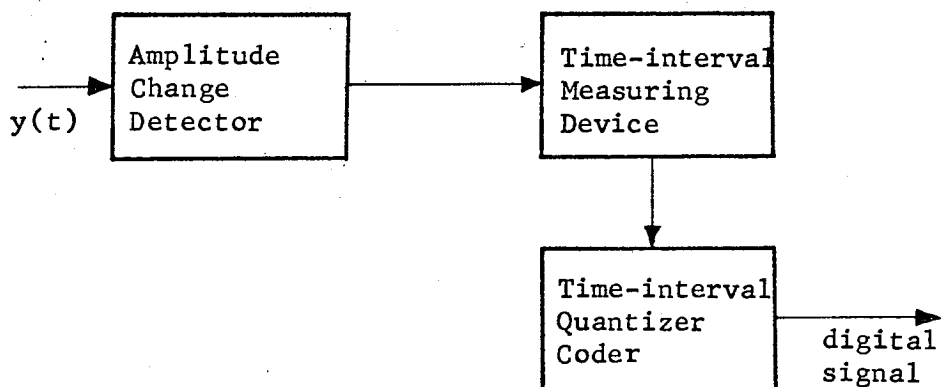 Amplitude
Change
Detector
y(t)
Time-interval
Measuring
Device
Time-interval
Quantizer
Coder
digital
signal